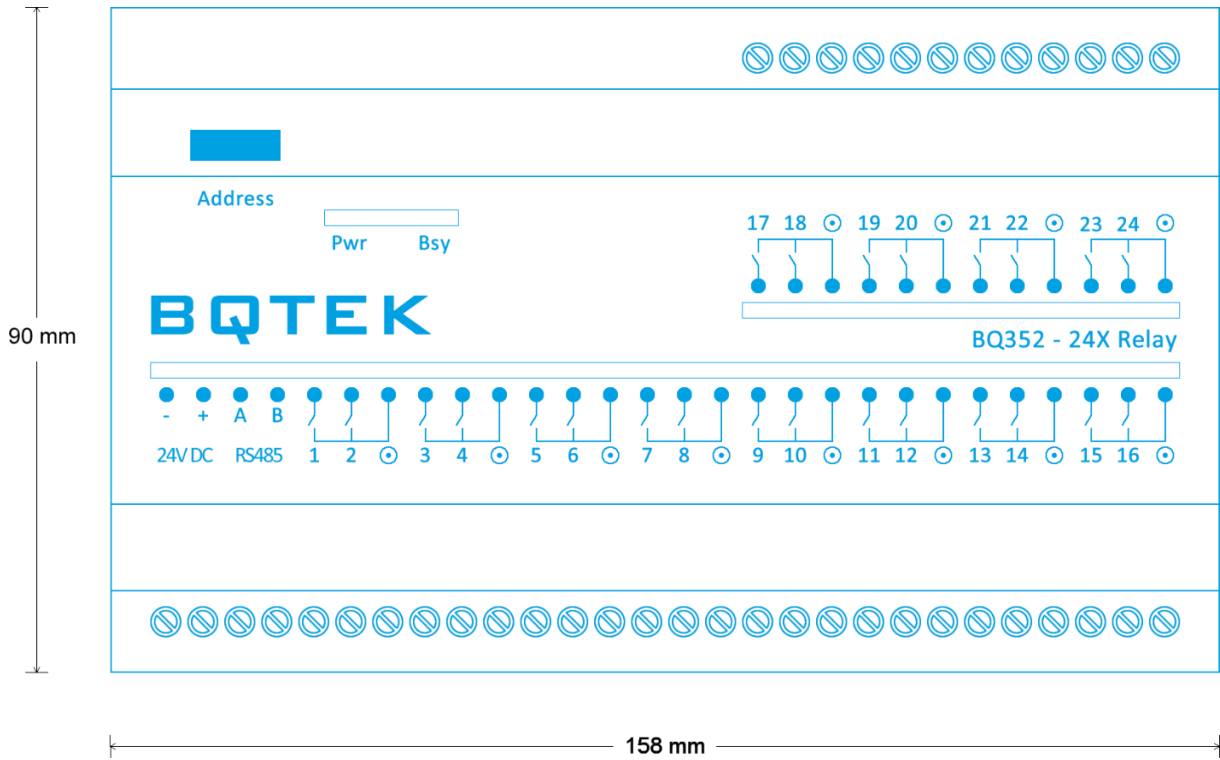 Address
Pwr Bsy
17 18 19 20 21 22 23 24
BQTEK
90 mm
BQ352 - 24X Relay
- + A B
24V DC RS485 1 2 3 4 5 6 7 8 9 10 11 12 13 14 15 16
158 mm